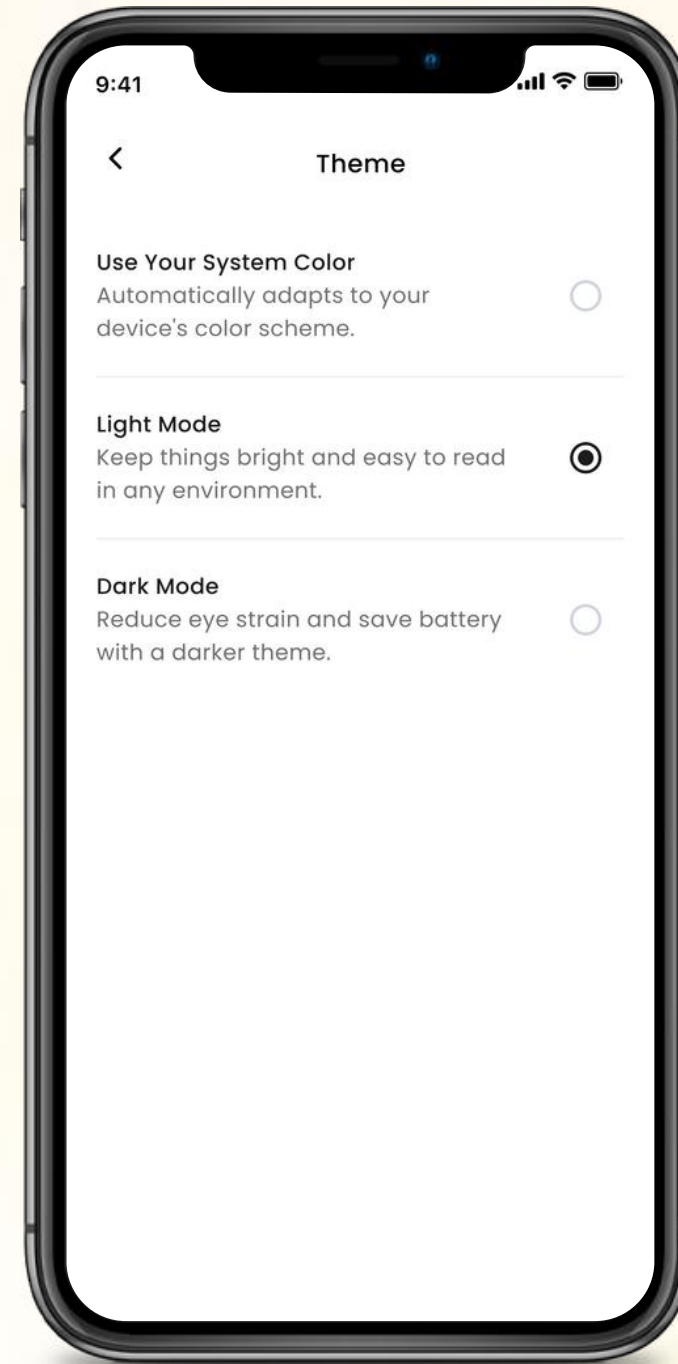 9:41
Theme
Use Your System Color
Automatically adapts to your
device's color scheme.
Light Mode
Keep things bright and easy to read
in any environment.
Dark Mode
Reduce eye strain and save battery
with a darker theme.